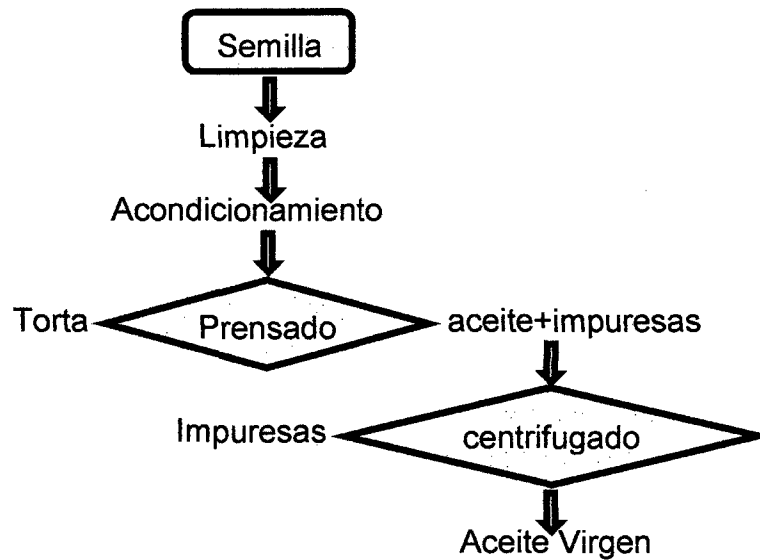 Semilla
Limpieza
Acondicionamiento
Torta
Prensado
aceite+impuresas
Impuresas
centrifugado
Aceite Virgen